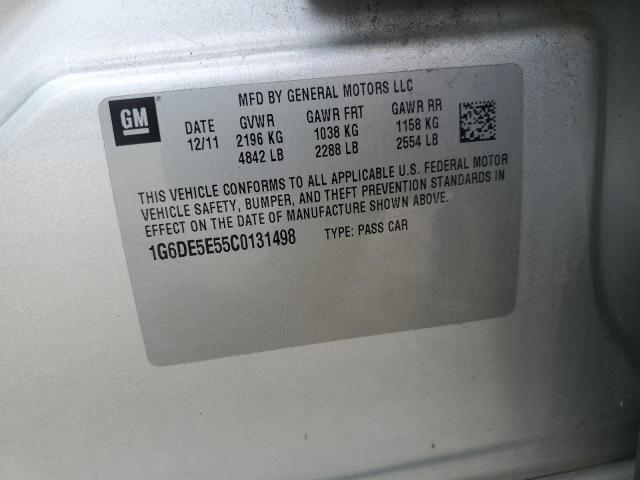 MFD BY GENERAL MOTORS LLC
GM DATE GVWR GAWR FRT GAWR RR
12/11 2196 KG 1038 KG 1158 KG
4842 LB 2288 LB 2554 LB
THIS VEHICLE CONFORMS TO ALL APPLICABLE U.S. FEDERAL MOTOR
VEHICLE SAFETY, BUMPER, AND THEFT PREVENTION STANDARDS IN
EFFECT ON THE DATE OF MANUFACTURE SHOWN ABOVE.
1G6DE5E55C0131498 TYPE: PASS CAR